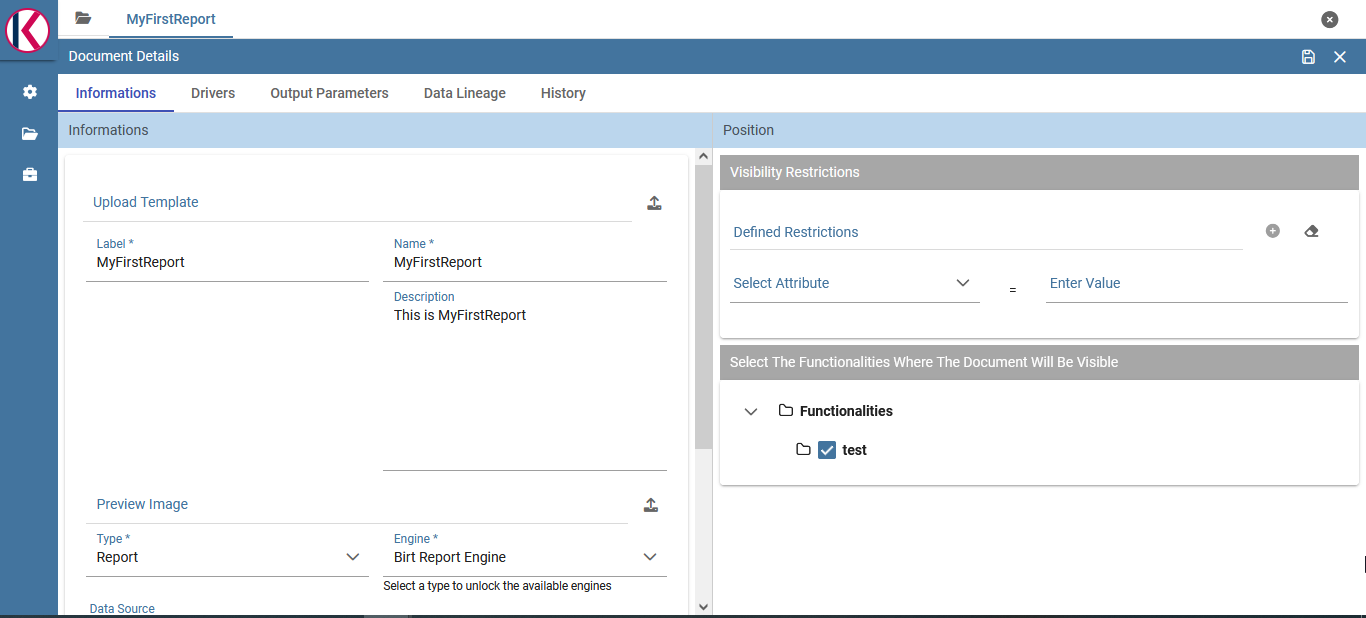 MyFirstReport
Document Details
Informations Drivers Output Parameters Data Lineage History
Informations
Upload Template
Label *
MyFirstReport
Name *
MyFirstReport
Description
This is MyFirstReport
Preview Image
Type *
Report
Engine *
Birt Report Engine
Select a type to unlock the available engines
Data Source
Position
Visibility Restrictions
Defined Restrictions
Select Attribute = Enter Value
Select The Functionalities Where The Document Will Be Visible
Functionalities
test